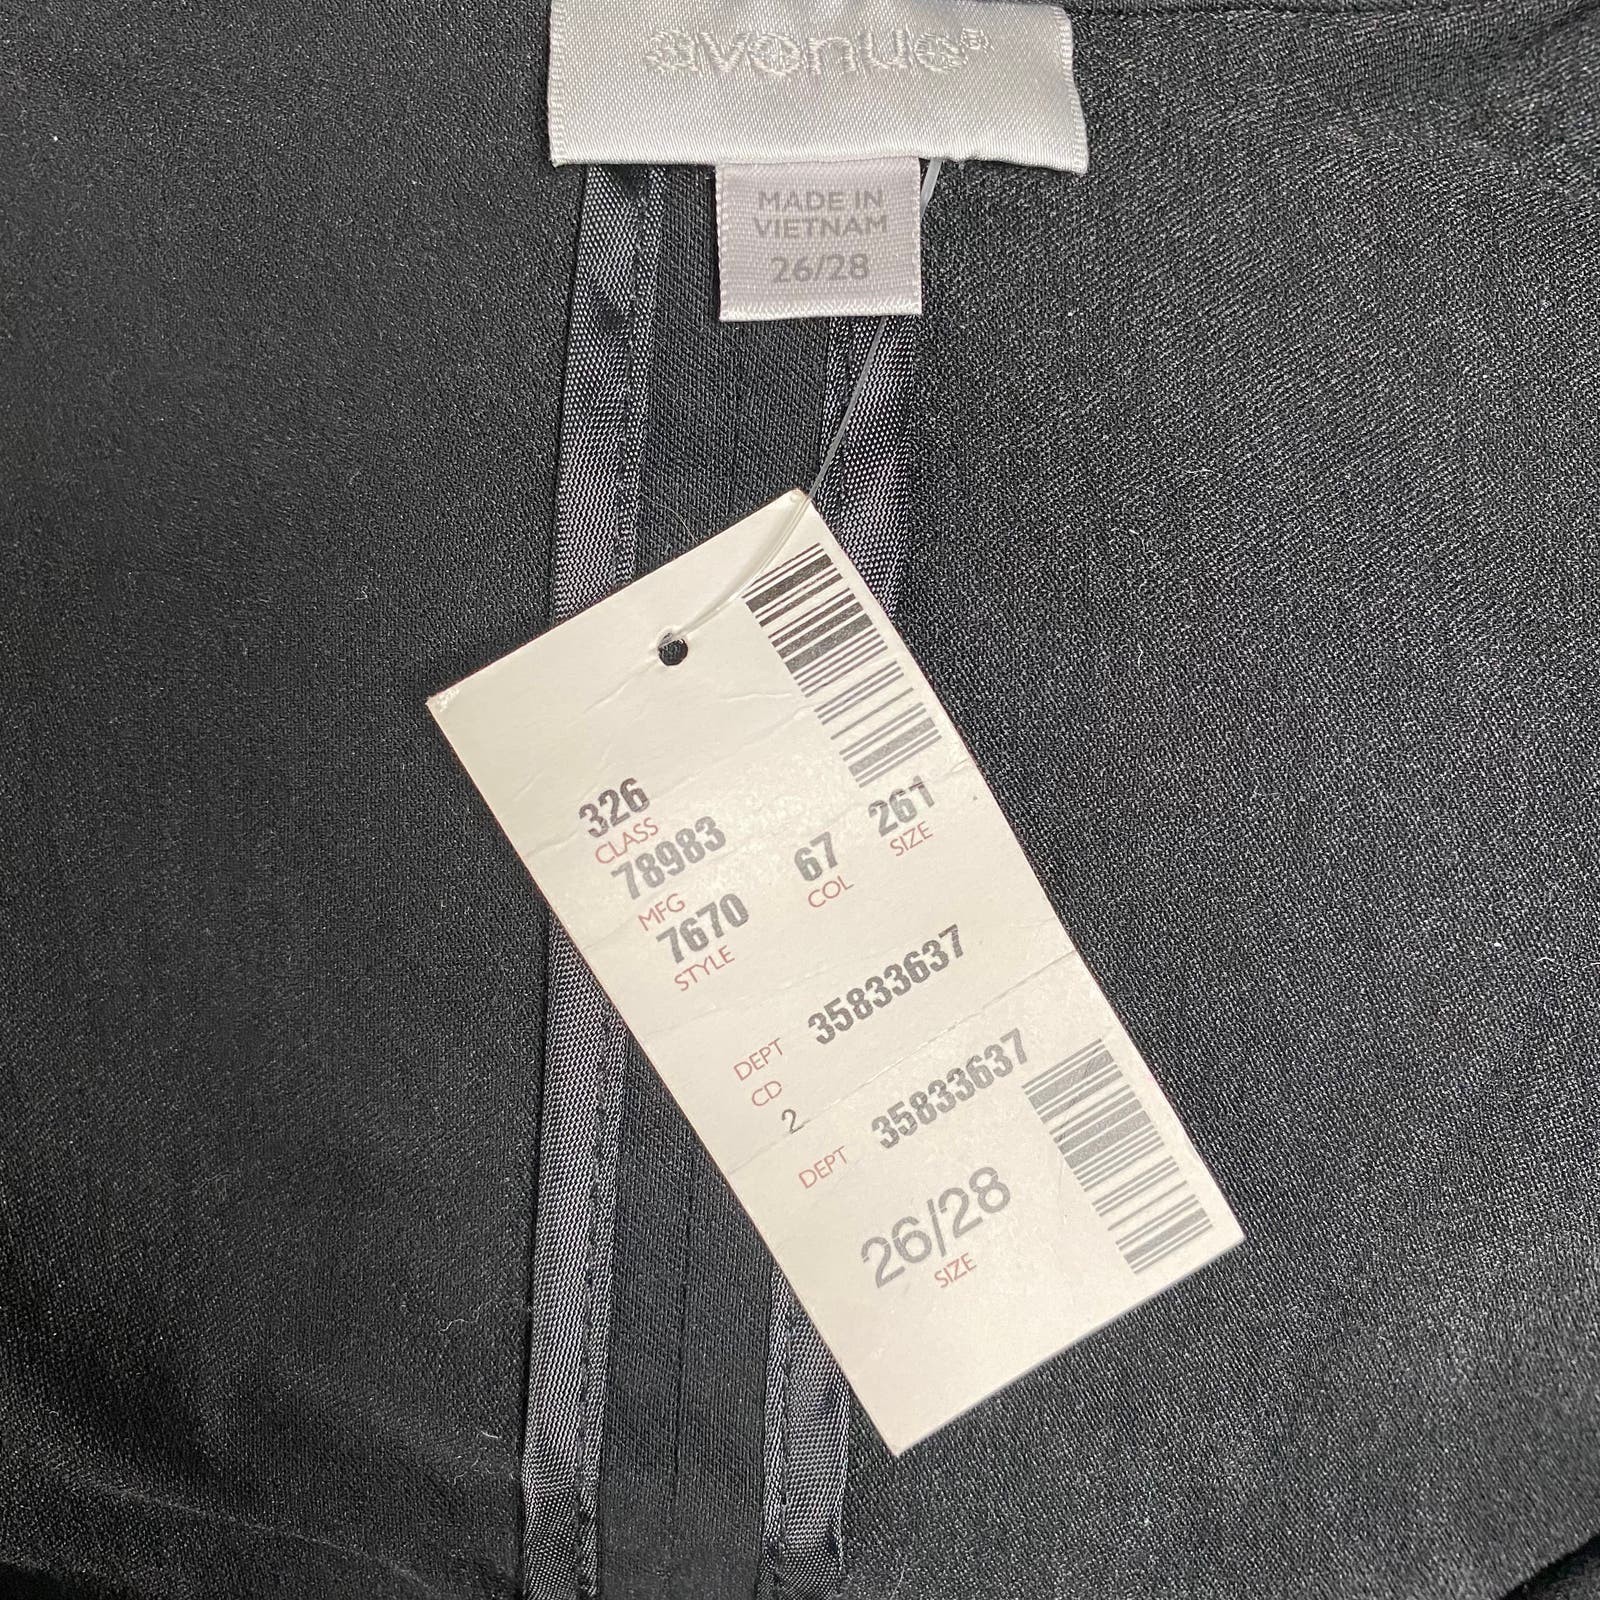 avenue®
MADE IN
VIETNAM
26/28
326
CLASS
78983
MFG
7670
STYLE
67
COL
261
SIZE
DEPT 35833637
CD
2
DEPT 35833637
26/28
SIZE